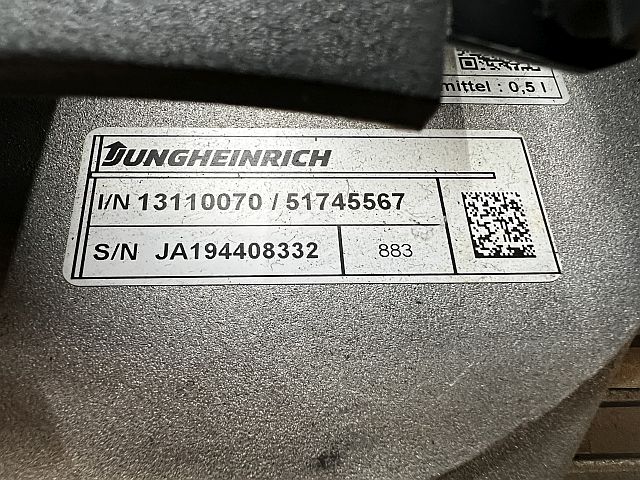 mittel : 0,5 l
JUNGHEINRICH
I/N 13110070 / 51745567
S/N JA194408332 883